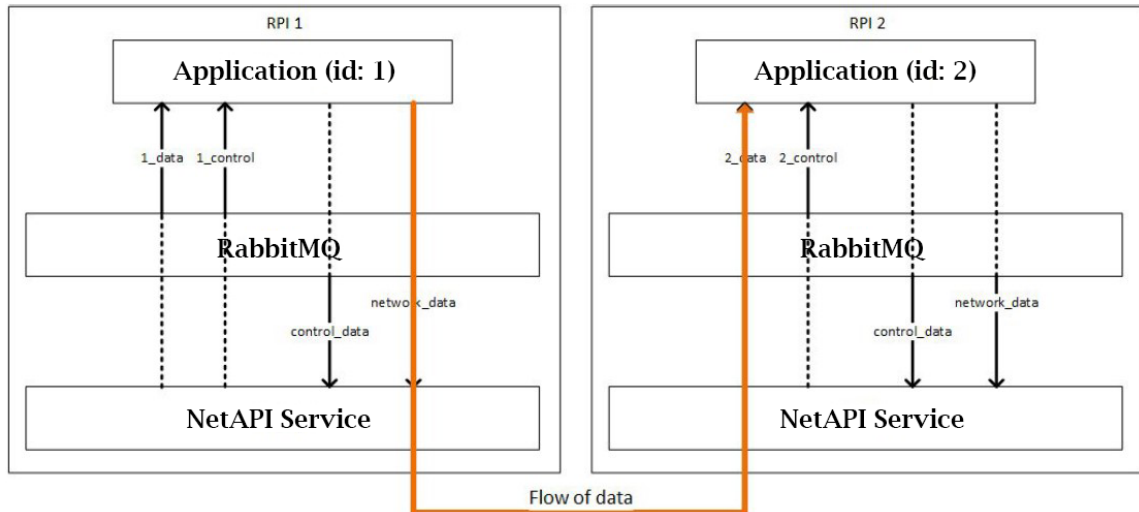 RPI 1
Application (id: 1)
1_data
1_control
RabbitMQ
network_data
control_data
NetAPI Service
RPI 2
Application (id: 2)
2_data
2_control
RabbitMQ
network_data
control_data
NetAPI Service
Flow of data